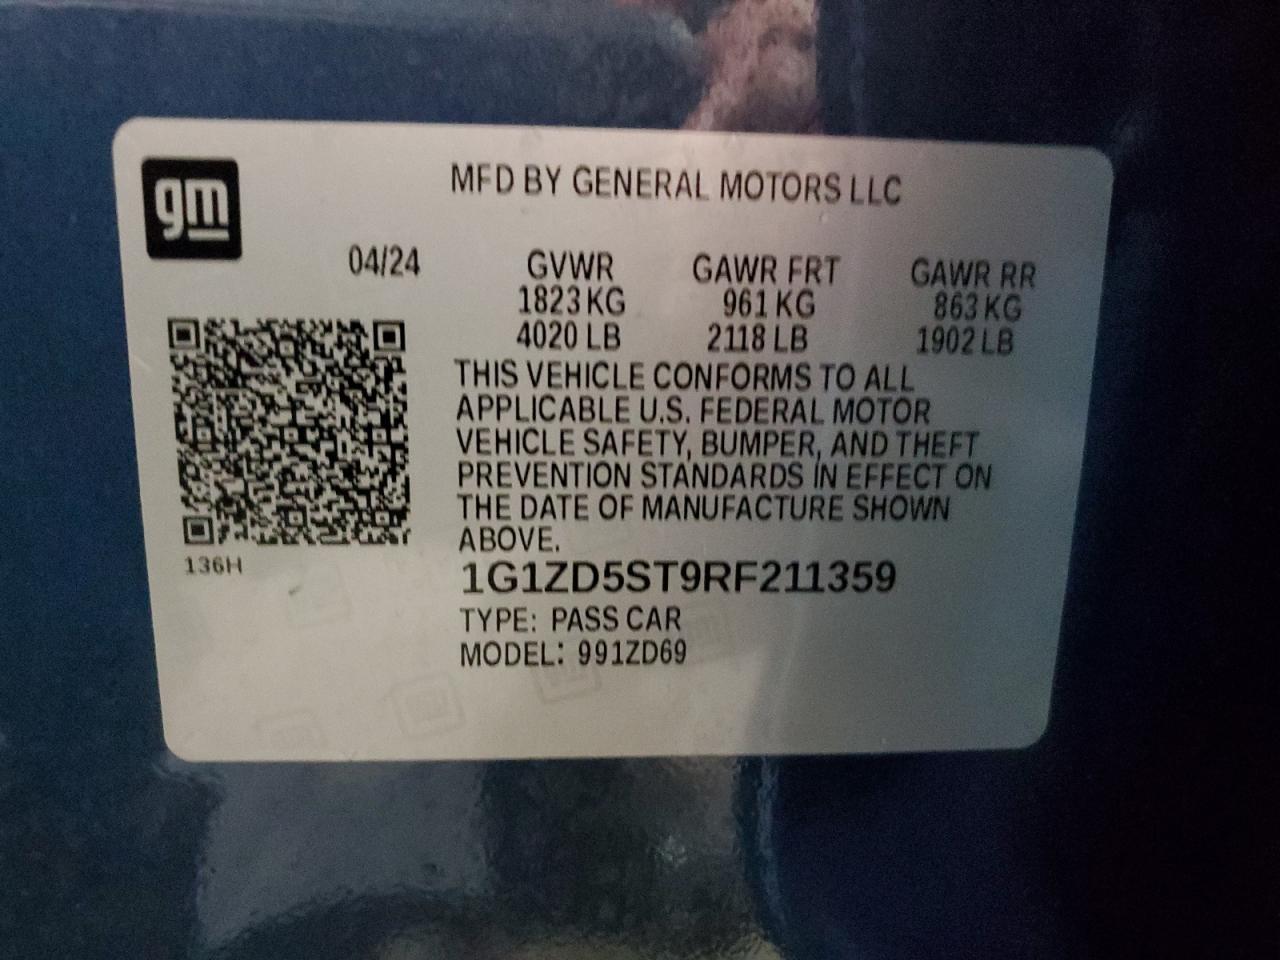 gm
MFD BY GENERAL MOTORS LLC
04/24
GVWR GAWR FRT GAWR RR
1823 KG 961 KG 863 KG
4020 LB 2118 LB 1902 LB
THIS VEHICLE CONFORMS TO ALL
APPLICABLE U.S. FEDERAL MOTOR
VEHICLE SAFETY, BUMPER, AND THEFT
PREVENTION STANDARDS IN EFFECT ON
THE DATE OF MANUFACTURE SHOWN
ABOVE.
136H
1G1ZD5ST9RF211359
TYPE: PASS CAR
MODEL: 991ZD69